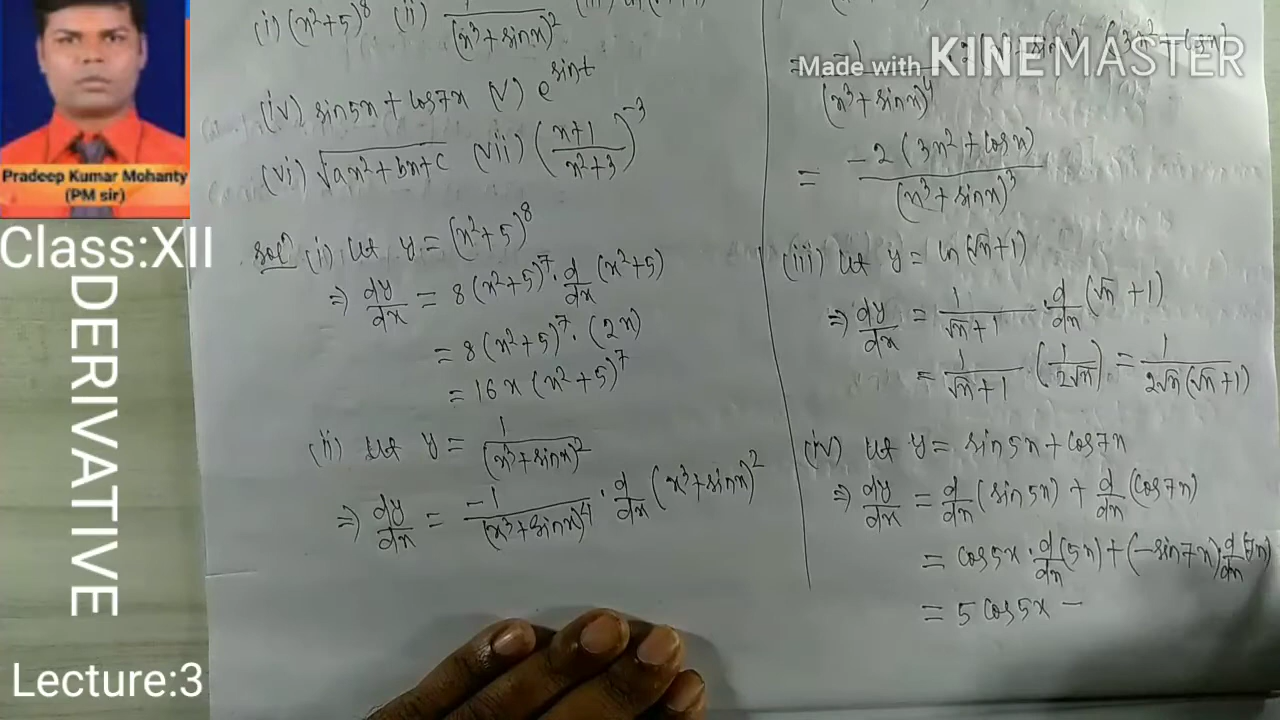 Pradeep Kumar Mohanty
(PM sir)
Class:XII
DERIVATIVE
Lecture:3
Made with KINEMASTER
(i) (x²+5)⁸ (ii) 1/(x³+sinx)²
(iv) sin5x + cos7x (v) e^sint
(vi) √(ax²+bx+c) (vii) ((x+1)/(x²+3))⁻³
Solⁿ (i) Let y = (x²+5)⁸
⇒ dy/dx = 8(x²+5)⁷ · d/dx (x²+5)
= 8(x²+5)⁷ · (2x)
= 16x (x²+5)⁷
(ii) Let y = 1/(x³+sinx)²
⇒ dy/dx = -1/(x³+sinx)⁴ · d/dx (x³+sinx)²
(x³+sinx)⁴
= -2(3x²+cosx)/(x³+sinx)³
(iii) Let y = ln(√x+1)
⇒ dy/dx = 1/(√x+1) · d/dx (√x+1)
= 1/(√x+1) · (1/2√x) = 1/(2√x(√x+1))
(iv) Let y = sin5x + cos7x
⇒ dy/dx = d/dx (sin5x) + d/dx (cos7x)
= cos5x · d/dx (5x) + (-sin7x) · d/dx (7x)
= 5 cos5x −